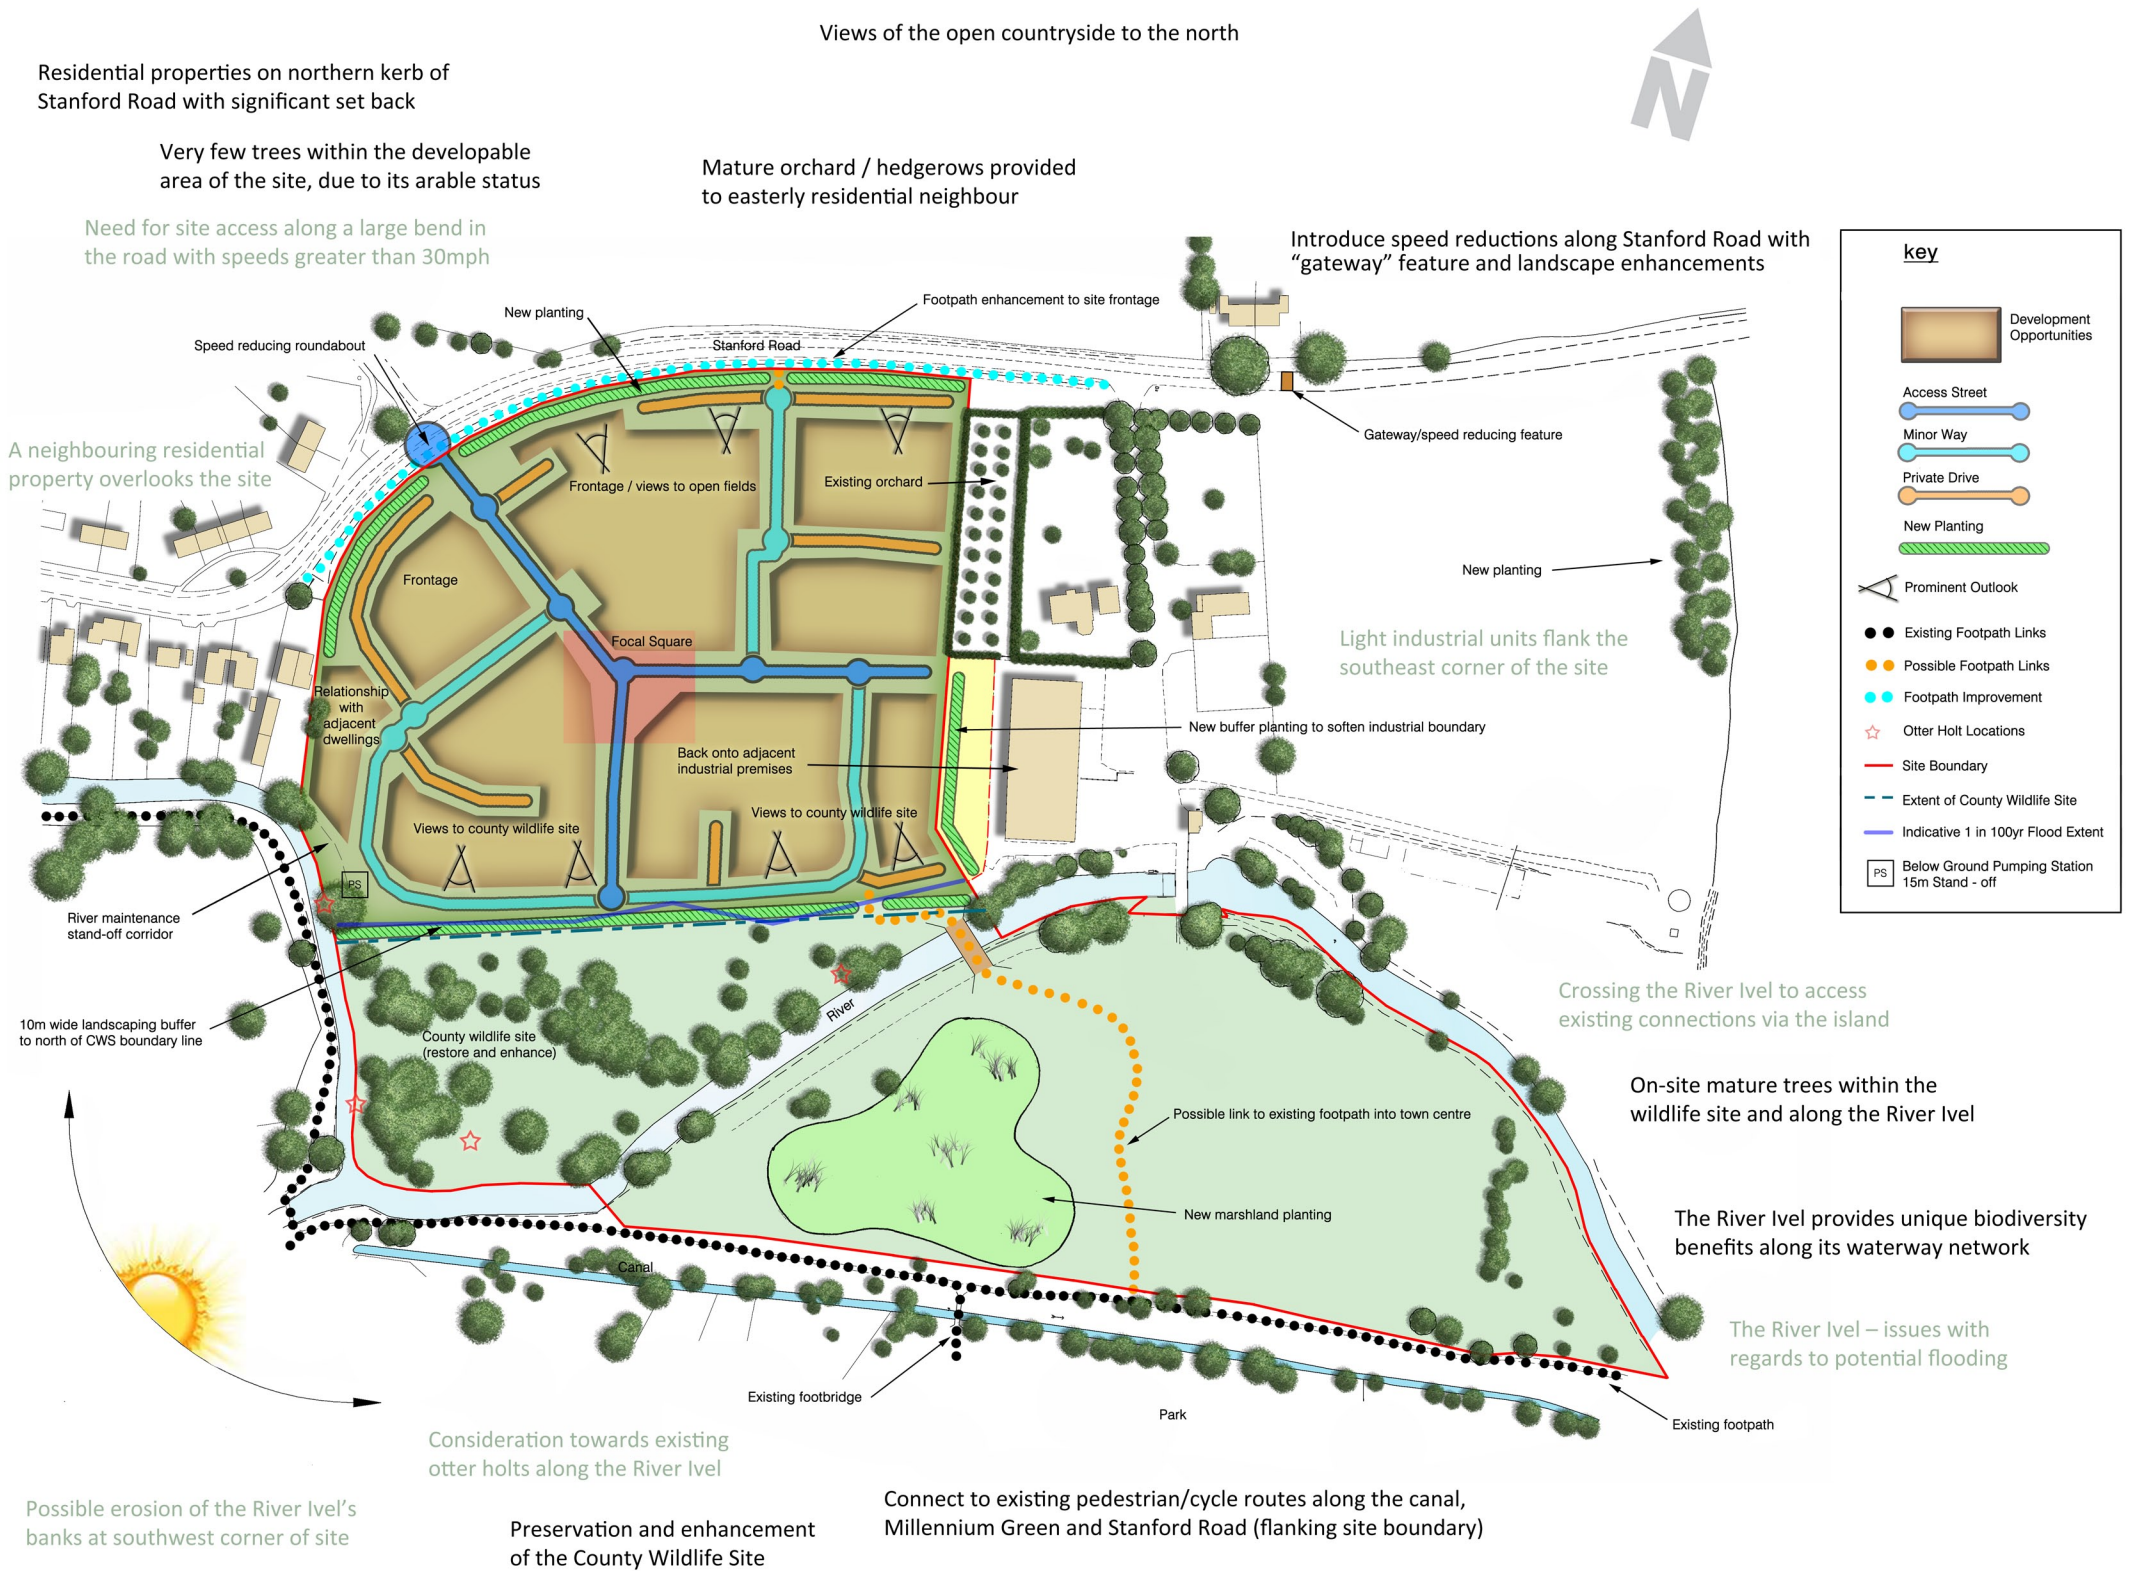 Views of the open countryside to the north
Residential properties on northern kerb of
Stanford Road with significant set back
Very few trees within the developable
area of the site, due to its arable status
Mature orchard / hedgerows provided
to easterly residential neighbour
Need for site access along a large bend in
the road with speeds greater than 30mph
Introduce speed reductions along Stanford Road with
“gateway” feature and landscape enhancements
N
key
Development
Opportunities
Access Street
Minor Way
Private Drive
New Planting
Prominent Outlook
Existing Footpath Links
Possible Footpath Links
Footpath Improvement
Otter Holt Locations
Site Boundary
Extent of County Wildlife Site
Indicative 1 in 100yr Flood Extent
PS
Below Ground Pumping Station
15m Stand - off
Footpath enhancement to site frontage
New planting
Speed reducing roundabout
Stanford Road
A neighbouring residential
property overlooks the site
Gateway/speed reducing feature
Frontage / views to open fields
Existing orchard
Frontage
New planting
Focal Square
Light industrial units flank the
southeast corner of the site
Relationship
with
adjacent
dwellings
New buffer planting to soften industrial boundary
Back onto adjacent
industrial premises
Views to county wildlife site
Views to county wildlife site
PS
River maintenance
stand-off corridor
10m wide landscaping buffer
to north of CWS boundary line
River
County wildlife site
(restore and enhance)
Crossing the River Ivel to access
existing connections via the island
On-site mature trees within the
wildlife site and along the River Ivel
Possible link to existing footpath into town centre
New marshland planting
The River Ivel provides unique biodiversity
benefits along its waterway network
Canal
The River Ivel – issues with
regards to potential flooding
Existing footbridge
Park
Existing footpath
Consideration towards existing
otter holts along the River Ivel
Possible erosion of the River Ivel’s
banks at southwest corner of site
Preservation and enhancement
of the County Wildlife Site
Connect to existing pedestrian/cycle routes along the canal,
Millennium Green and Stanford Road (flanking site boundary)